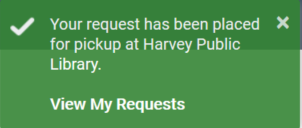 Your request has been placed
for pickup at Harvey Public
Library.
View My Requests